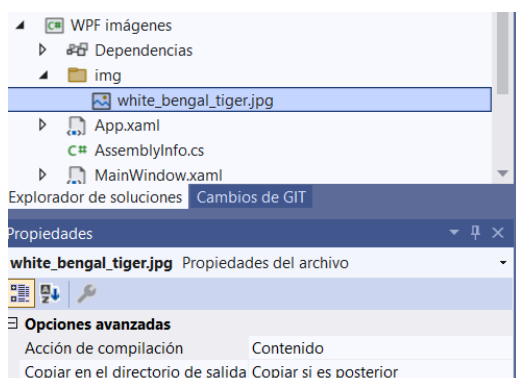 C# WPF imágenes
Dependencias
img
white_bengal_tiger.jpg
App.xaml
C# AssemblyInfo.cs
MainWindow.xaml
Explorador de soluciones Cambios de GIT
Propiedades
white_bengal_tiger.jpg Propiedades del archivo
Opciones avanzadas
Acción de compilación Contenido
Copiar en el directorio de salida Copiar si es posterior